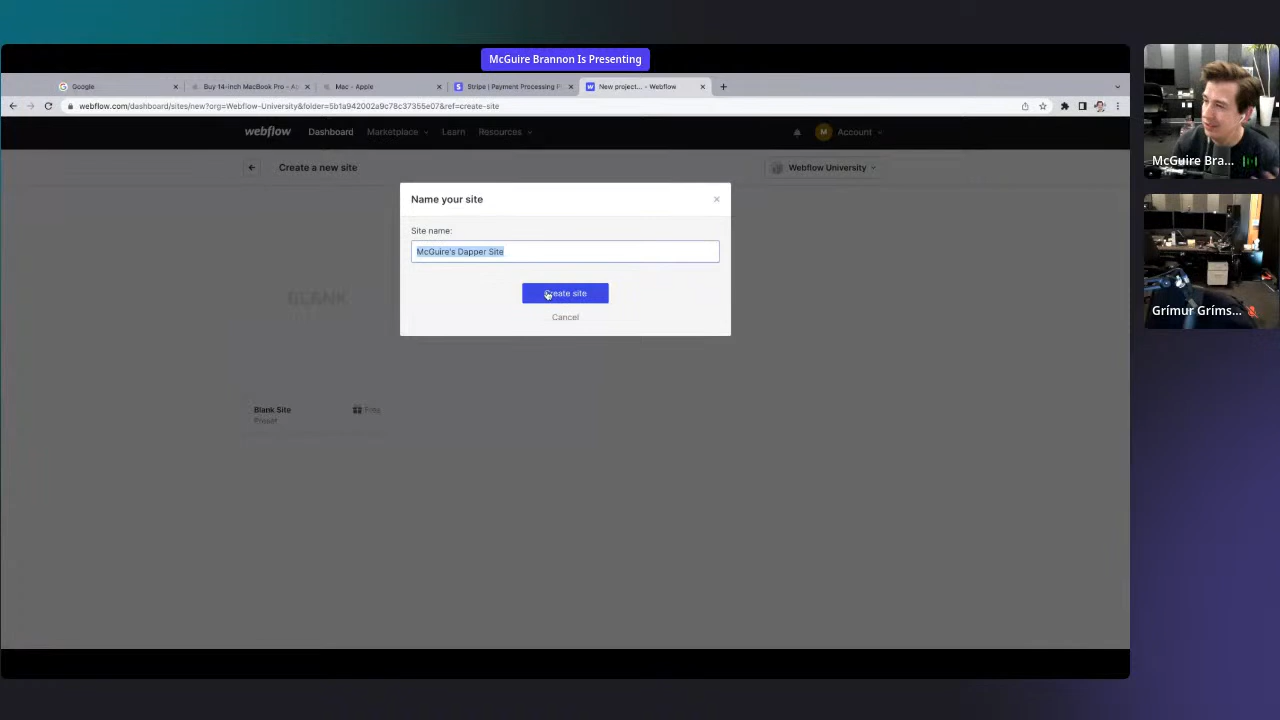 McGuire Brannon Is Presenting
Google
Buy 14-inch MacBook Pro - A
Mac - Apple
Stripe | Payment Processing P
New project... - Webflow
webflow.com/dashboard/sites/new?org=Webflow-University&folder=5b1a942002a9c78c37355e07&ref=create-site
webflow
Dashboard
Marketplace
Learn
Resources
M
Account
Create a new site
Webflow University
Name your site
Site name:
McGuire's Dapper Site
Create site
Cancel
BLANK
Blank Site
Free
Preset
McGuire Bra...
Grímur Gríms...